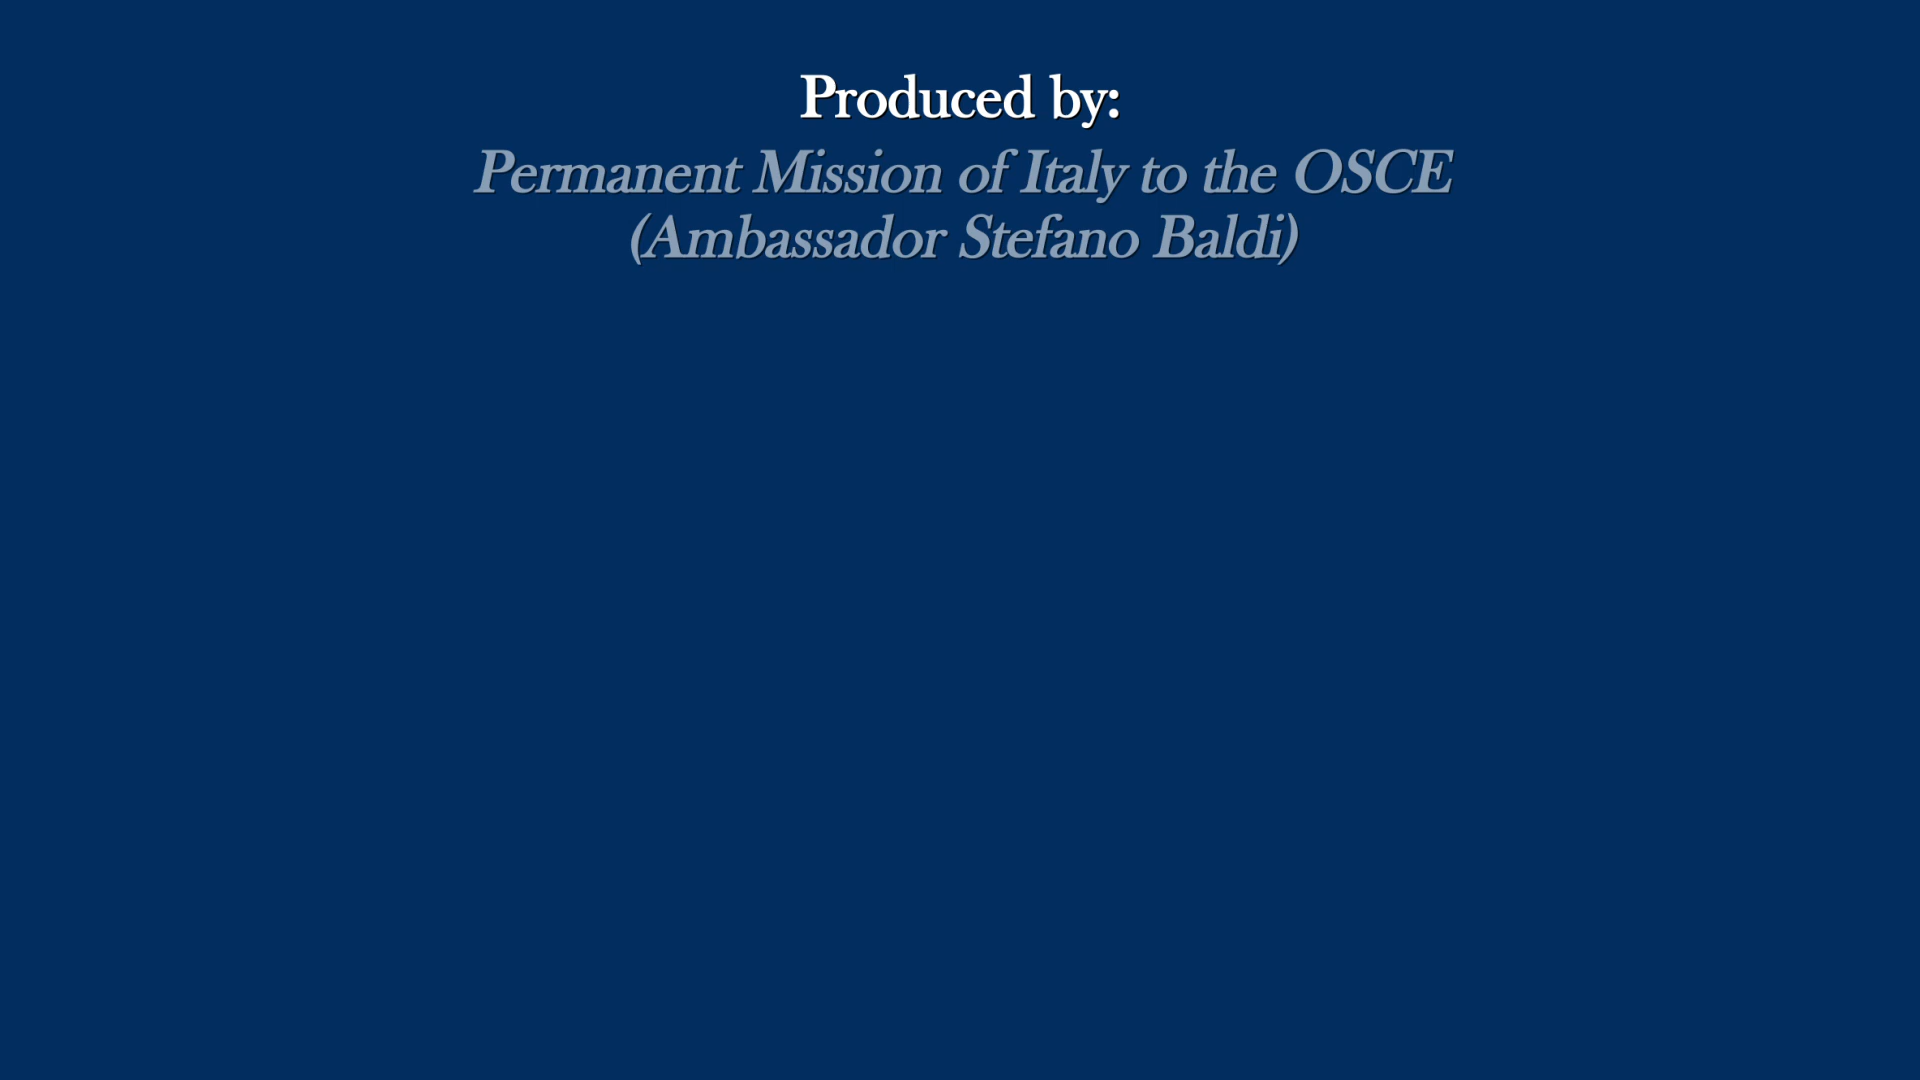 Produced by:
Permanent Mission of Italy to the OSCE
(Ambassador Stefano Baldi)